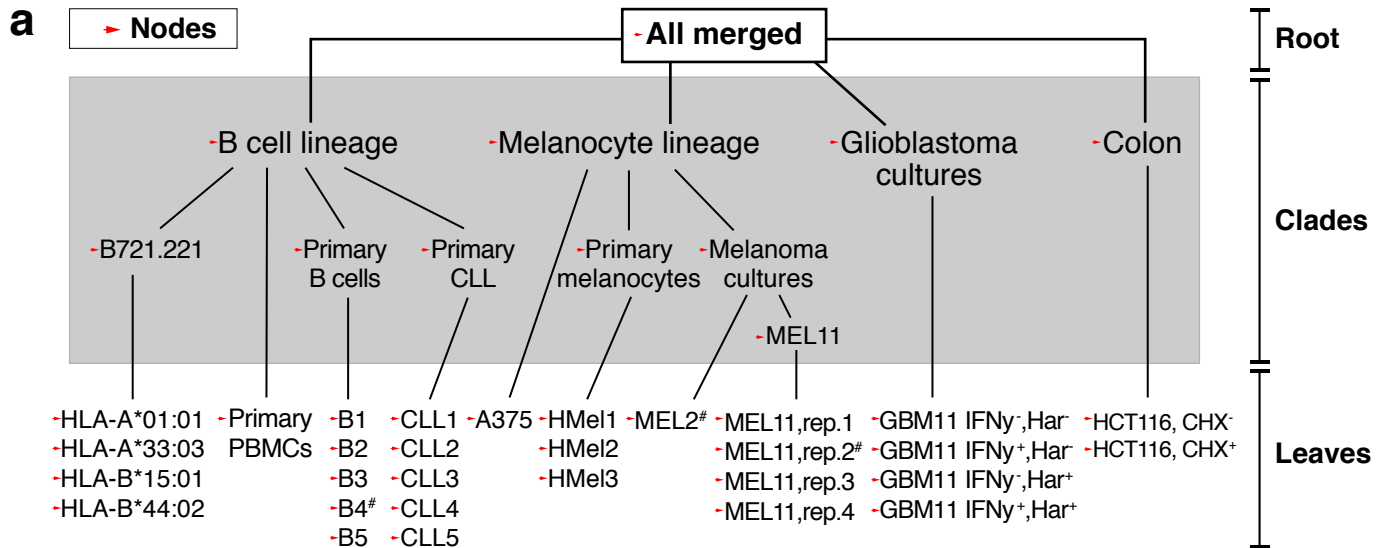 a
Nodes
All merged
Root
B cell lineage
Melanocyte lineage
Glioblastoma
cultures
Colon
Clades
B721.221
Primary
B cells
Primary
CLL
Primary
melanocytes
Melanoma
cultures
MEL11
HLA-A*01:01
HLA-A*33:03
HLA-B*15:01
HLA-B*44:02
Primary
PBMCs
B1
B2
B3
B4#
B5
CLL1
CLL2
CLL3
CLL4
CLL5
A375
HMel1
HMel2
HMel3
MEL2#
MEL11,rep.1
MEL11,rep.2#
MEL11,rep.3
MEL11,rep.4
GBM11 IFNy-,Har-
GBM11 IFNy+,Har-
GBM11 IFNy-,Har+
GBM11 IFNy+,Har+
HCT116, CHX-
HCT116, CHX+
Leaves